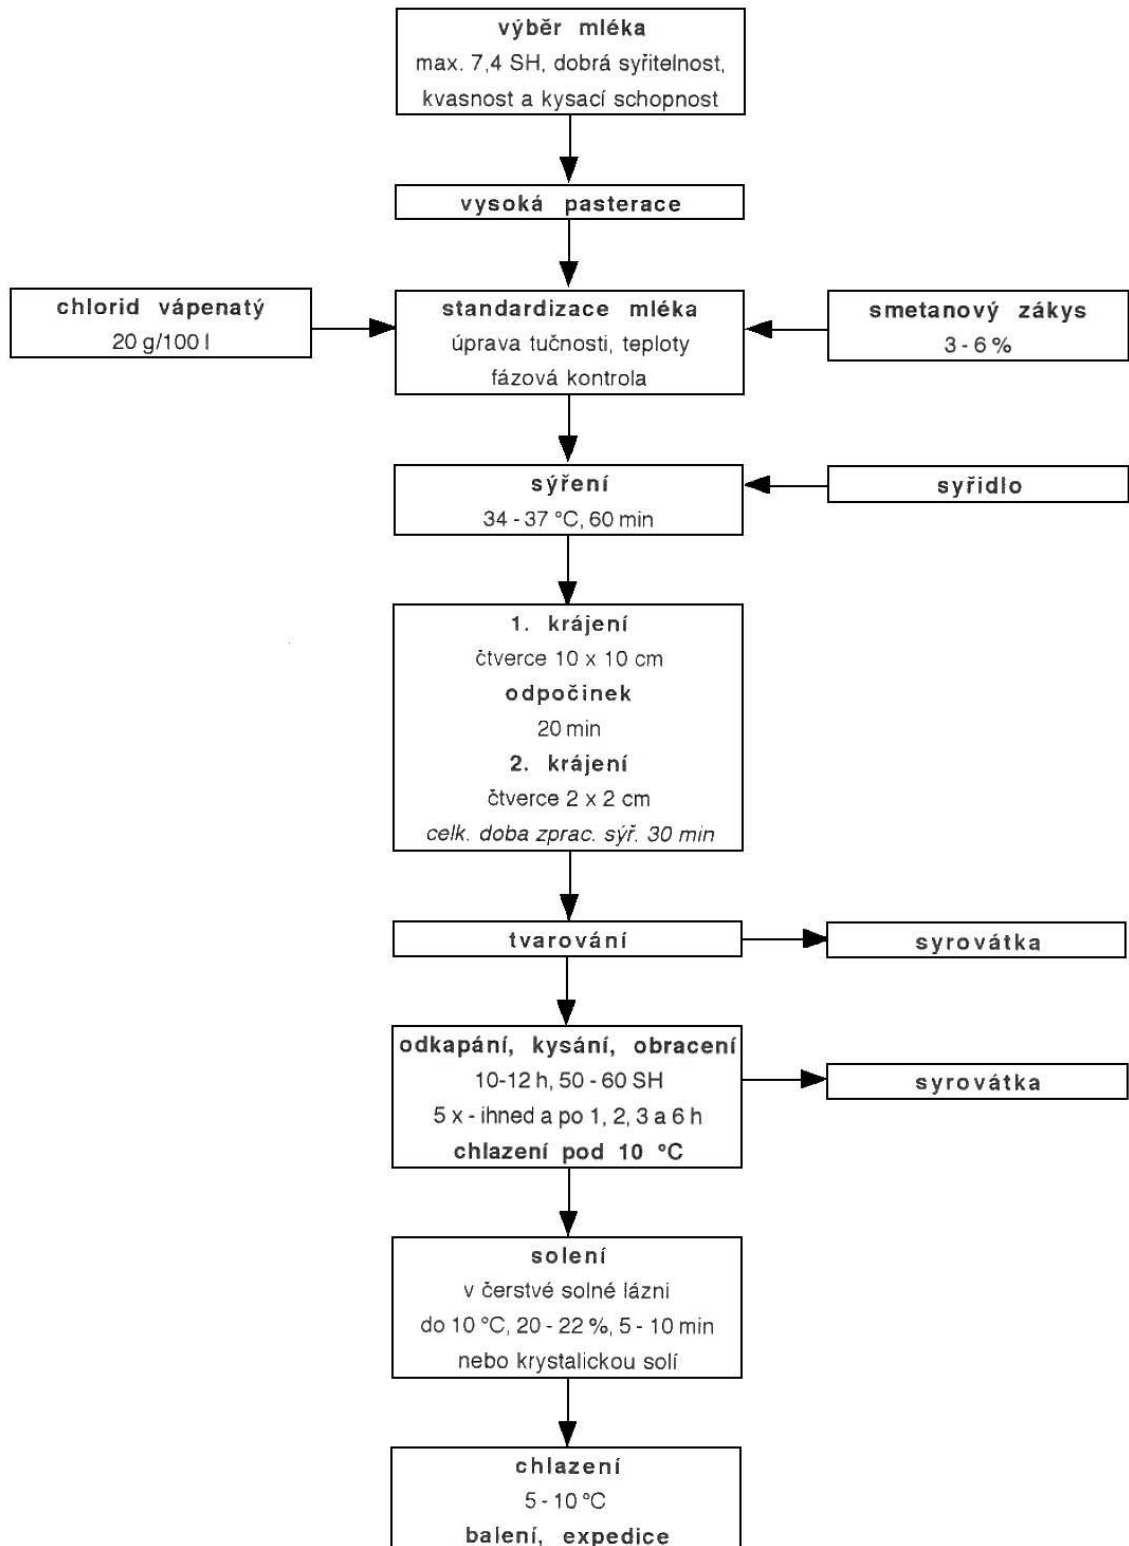 výběr mléka
max. 7,4 SH, dobrá syřitelnost,
kvasnost a kysací schopnost
vysoká pasterace
chlorid vápenatý
20 g/100 l
standardizace mléka
úprava tučnosti, teploty
fázová kontrola
smetanový zákys
3 - 6 %
sýření
34 - 37 °C, 60 min
syřidlo
1. krájení
čtverce 10 x 10 cm
odpočinek
20 min
2. krájení
čtverce 2 x 2 cm
celk. doba zprac. sýř. 30 min
tvarování
syrovátka
odkapání, kysání, obracení
10-12 h, 50 - 60 SH
5 x - ihned a po 1, 2, 3 a 6 h
chlazení pod 10 °C
syrovátka
solení
v čerstvé solné lázni
do 10 °C, 20 - 22 %, 5 - 10 min
nebo krystalickou solí
chlazení
5 - 10 °C
balení, expedice